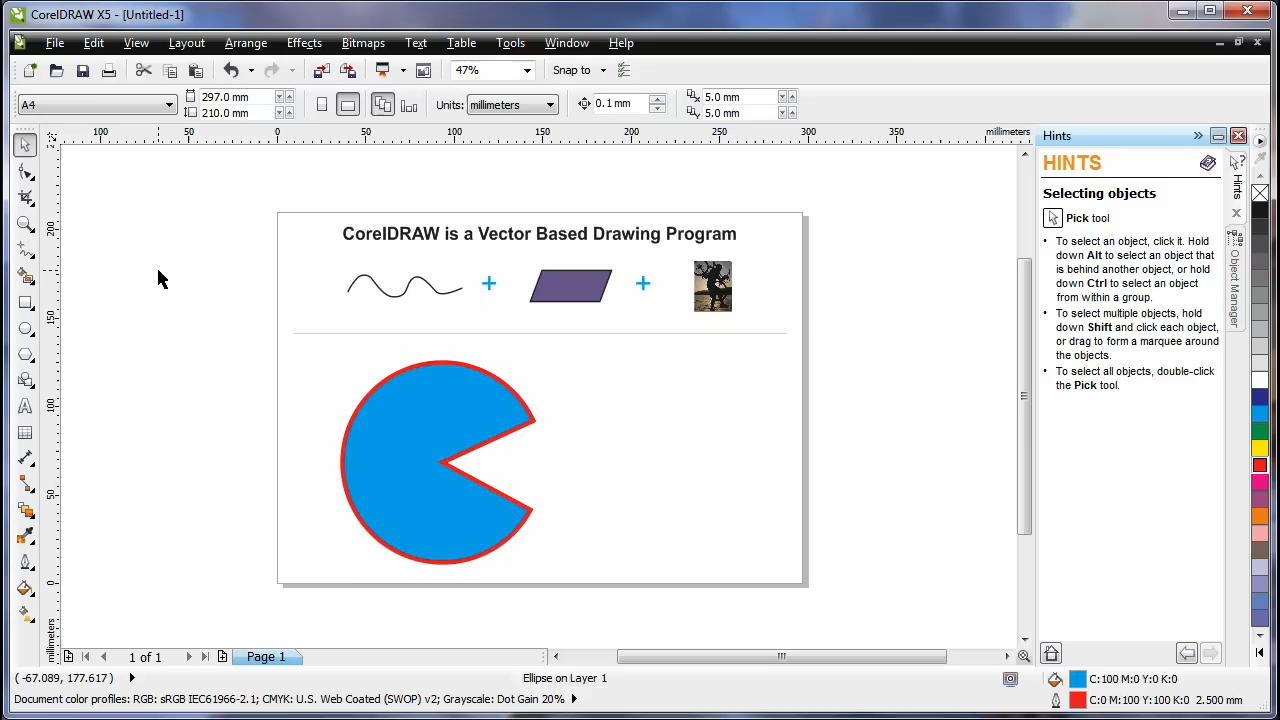 CorelDRAW X5 - [Untitled-1]
File Edit View Layout Arrange Effects Bitmaps Text Table Tools Window Help
47% Snap to
A4 297.0 mm 210.0 mm Units: millimeters 0.1 mm 5.0 mm 5.0 mm
100 50 0 50 100 150 200 250 300 350 millimeters
200
150
100
50
0
millimeters
CorelDRAW is a Vector Based Drawing Program
+ +
Hints
HINTS
Selecting objects
Pick tool
• To select an object, click it. Hold
down Alt to select an object that
is behind another object, or hold
down Ctrl to select an object
from within a group.
• To select multiple objects, hold
down Shift and click each object,
or drag to form a marquee around
the objects.
• To select all objects, double-click
the Pick tool.
Hints
Object Manager
1 of 1 Page 1
( -67.089, 177.617 ) Ellipse on Layer 1 C:100 M:0 Y:0 K:0
Document color profiles: RGB: sRGB IEC61966-2.1; CMYK: U.S. Web Coated (SWOP) v2; Grayscale: Dot Gain 20% C:0 M:100 Y:100 K:0 2.500 mm